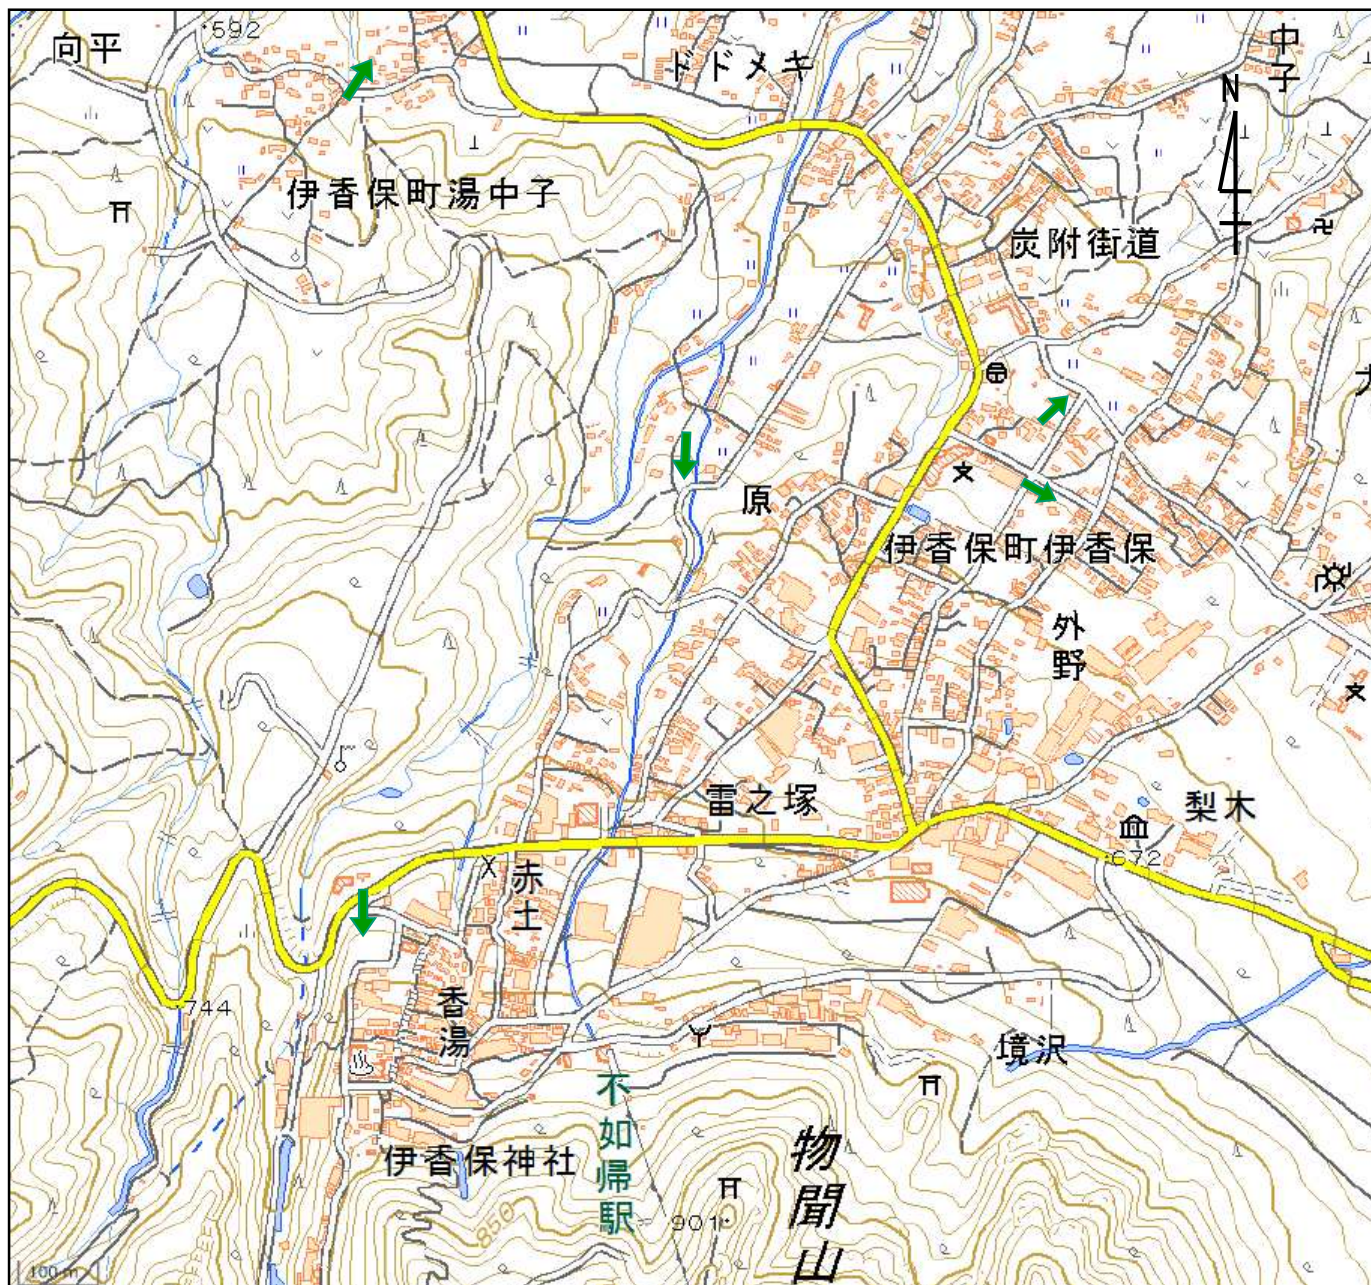 592
向平
ドドメキ
中子
N
伊香保町湯中子
炭附街道
原
伊香保町伊香保
外野
雷之塚
梨木
672
赤土
744
香湯
境沢
不如帰駅
物聞山
伊香保神社
850
901
100 m